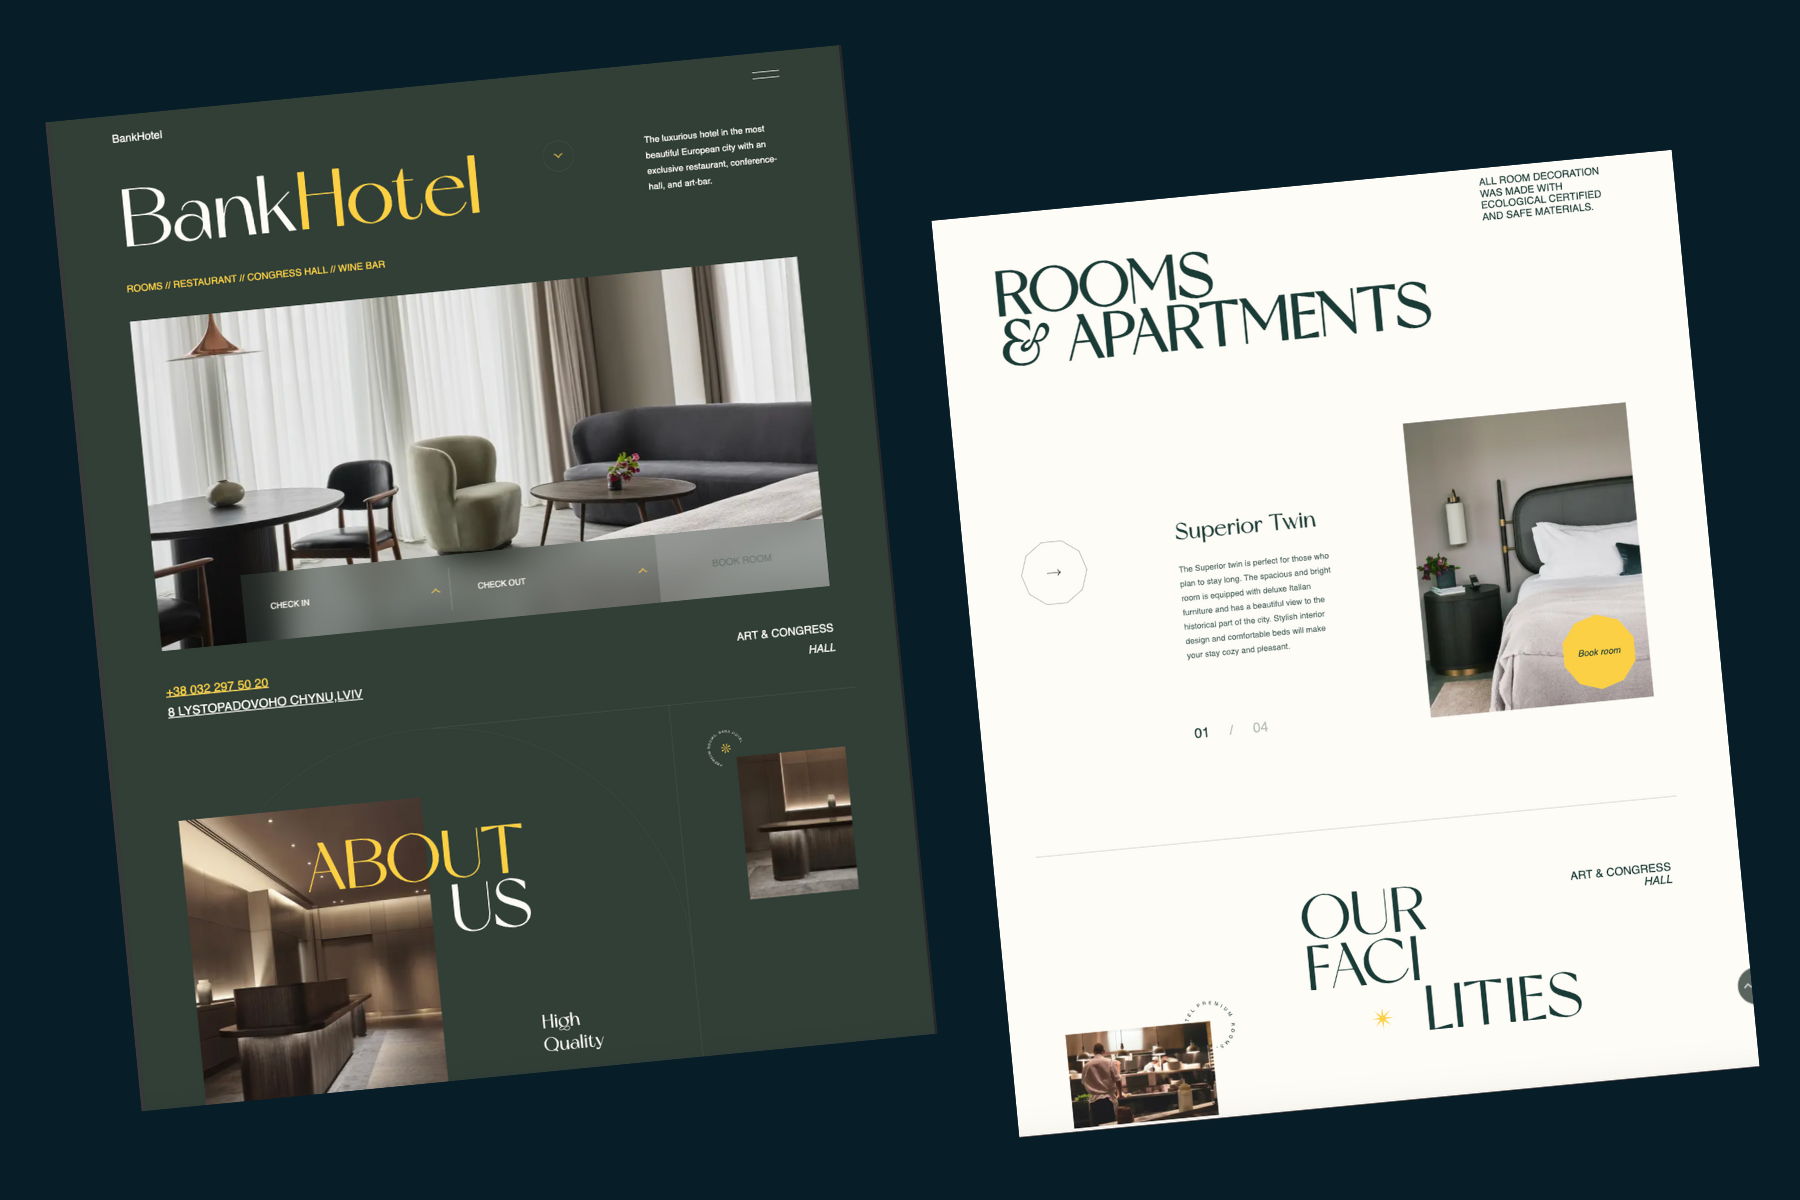 BankHotel
BankHotel
The luxurious hotel in the most
beautiful European city with an
exclusive restaurant, conference-
hall, and art-bar.
ROOMS // RESTAURANT // CONGRESS HALL // WINE BAR
CHECK IN
CHECK OUT
BOOK ROOM
ART & CONGRESS
HALL
+38 032 297 50 20
8 LYSTOPADOVOHO CHYNU,LVIV
ABOUT
US
High
Quality
ALL ROOM DECORATION
WAS MADE WITH
ECOLOGICAL CERTIFIED
AND SAFE MATERIALS.
ROOMS
& APARTMENTS
Superior Twin
The Superior twin is perfect for those who
plan to stay long. The spacious and bright
room is equipped with deluxe Italian
furniture and has a beautiful view to the
historical part of the city. Stylish interior
design and comfortable beds will make
your stay cozy and pleasant.
Book room
01 / 04
ART & CONGRESS
HALL
OUR
FACI
LITIES
PREMIUM ROOMS